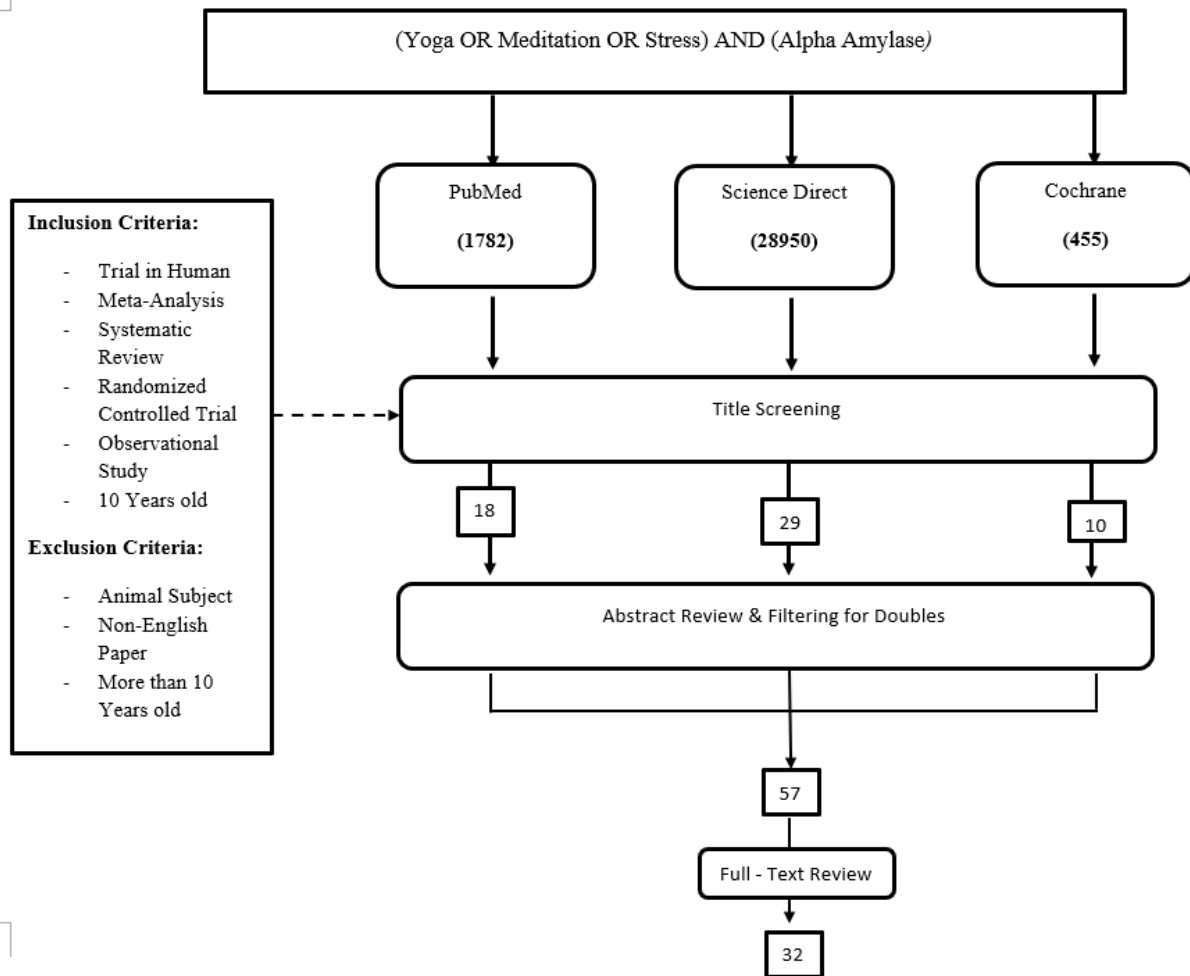 (Yoga OR Meditation OR Stress) AND (Alpha Amylase)
PubMed
(1782)
Science Direct
(28950)
Cochrane
(455)
Inclusion Criteria:
- Trial in Human
- Meta-Analysis
- Systematic
Review
- Randomized
Controlled Trial
- Observational
Study
- 10 Years old
Exclusion Criteria:
- Animal Subject
- Non-English
Paper
- More than 10
Years old
Title Screening
18
29
10
Abstract Review & Filtering for Doubles
57
Full - Text Review
32